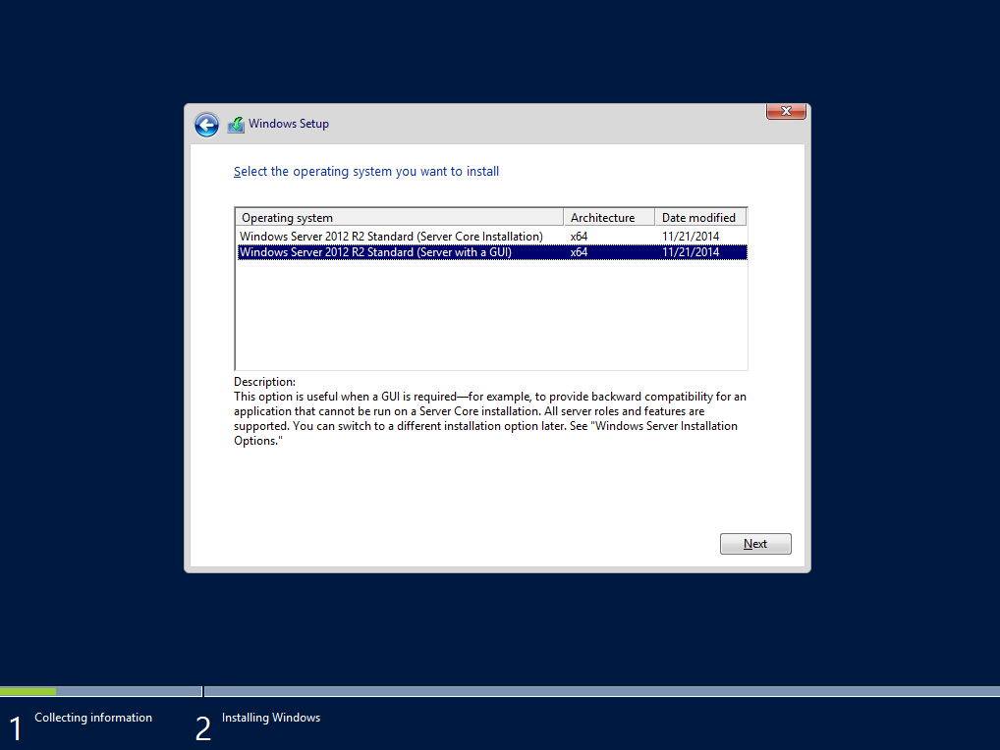 Windows Setup
Select the operating system you want to install
Operating system Architecture Date modified
Windows Server 2012 R2 Standard (Server Core Installation) x64 11/21/2014
Windows Server 2012 R2 Standard (Server with a GUI) x64 11/21/2014
Description:
This option is useful when a GUI is required—for example, to provide backward compatibility for an
application that cannot be run on a Server Core installation. All server roles and features are
supported. You can switch to a different installation option later. See "Windows Server Installation
Options."
Next
1 Collecting information 2 Installing Windows